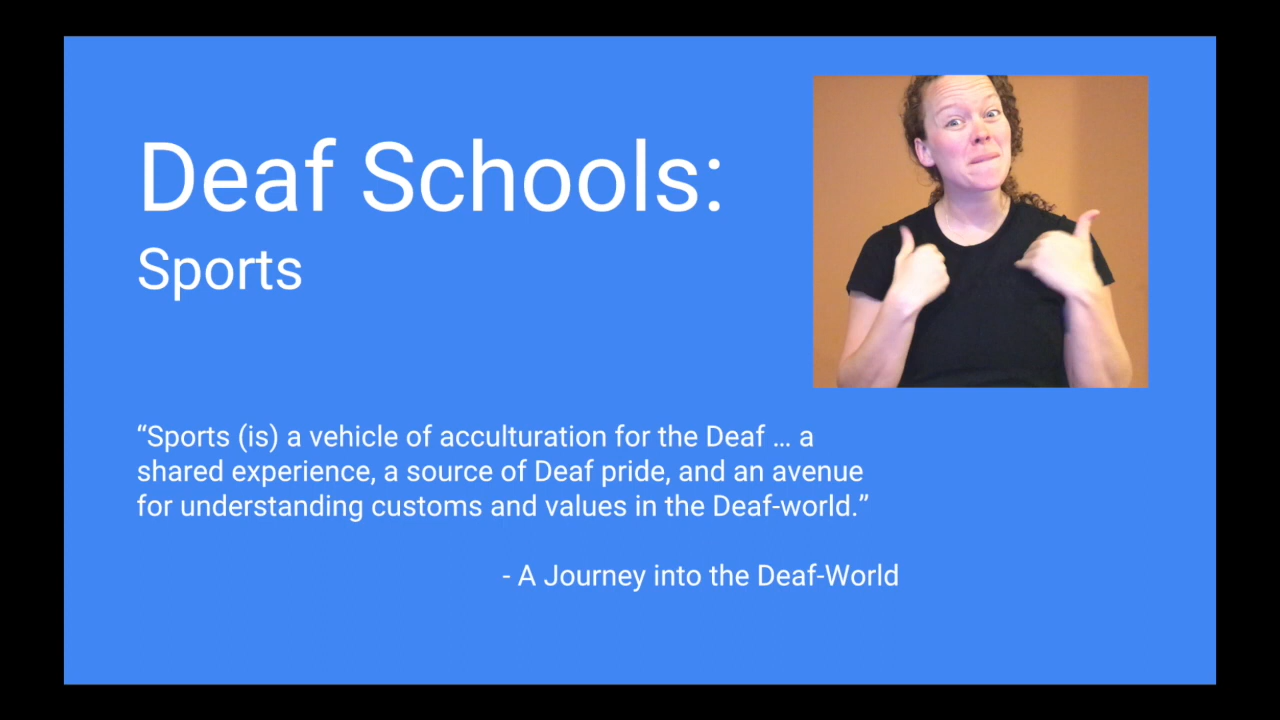 Deaf Schools:
Sports
“Sports (is) a vehicle of acculturation for the Deaf ... a
shared experience, a source of Deaf pride, and an avenue
for understanding customs and values in the Deaf-world.”
- A Journey into the Deaf-World